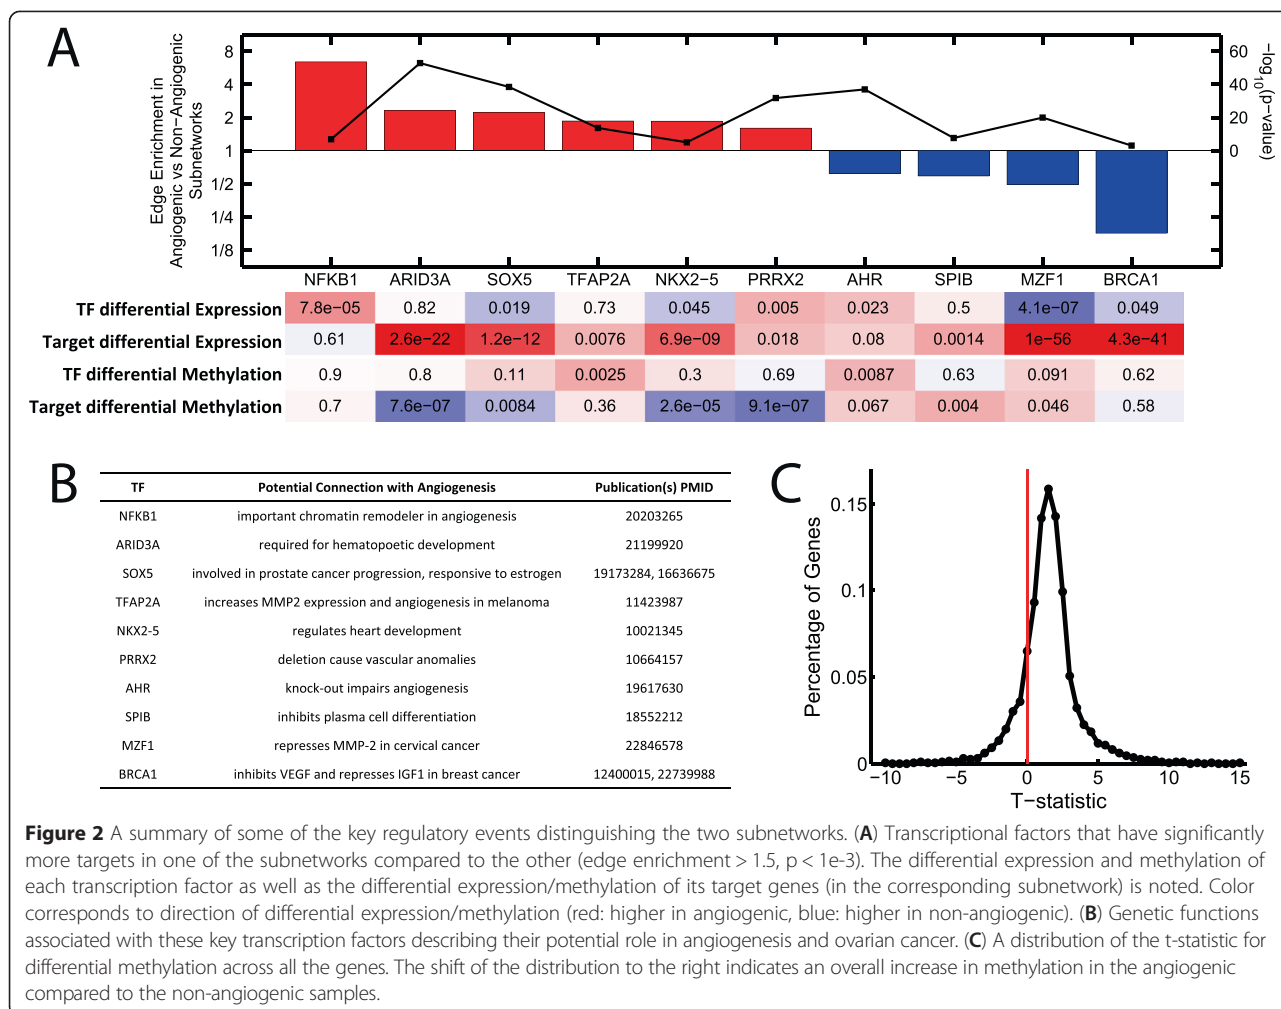 A
Edge Enrichment in
Angiogenic vs Non-Angiogenic
Subnetworks
8
4
2
1
1/2
1/4
1/8
60
40
20
0
−log10(p-value)
NFKB1 ARID3A SOX5 TFAP2A NKX2−5 PRRX2 AHR SPIB MZF1 BRCA1
TF differential Expression 7.8e−05 0.82 0.019 0.73 0.045 0.005 0.023 0.5 4.1e−07 0.049
Target differential Expression 0.61 2.6e−22 1.2e−12 0.0076 6.9e−09 0.018 0.08 0.0014 1e−56 4.3e−41
TF differential Methylation 0.9 0.8 0.11 0.0025 0.3 0.69 0.0087 0.63 0.091 0.62
Target differential Methylation 0.7 7.6e−07 0.0084 0.36 2.6e−05 9.1e−07 0.067 0.004 0.046 0.58
B
TF Potential Connection with Angiogenesis Publication(s) PMID
NFKB1 important chromatin remodeler in angiogenesis 20203265
ARID3A required for hematopoetic development 21199920
SOX5 involved in prostate cancer progression, responsive to estrogen 19173284, 16636675
TFAP2A increases MMP2 expression and angiogenesis in melanoma 11423987
NKX2-5 regulates heart development 10021345
PRRX2 deletion cause vascular anomalies 10664157
AHR knock-out impairs angiogenesis 19617630
SPIB inhibits plasma cell differentiation 18552212
MZF1 represses MMP-2 in cervical cancer 22846578
BRCA1 inhibits VEGF and represses IGF1 in breast cancer 12400015, 22739988
C
Percentage of Genes
0.15
0.1
0.05
0
−10 −5 0 5 10 15
T−statistic
Figure 2 A summary of some of the key regulatory events distinguishing the two subnetworks. (A) Transcriptional factors that have significantly
more targets in one of the subnetworks compared to the other (edge enrichment > 1.5, p < 1e-3). The differential expression and methylation of
each transcription factor as well as the differential expression/methylation of its target genes (in the corresponding subnetwork) is noted. Color
corresponds to direction of differential expression/methylation (red: higher in angiogenic, blue: higher in non-angiogenic). (B) Genetic functions
associated with these key transcription factors describing their potential role in angiogenesis and ovarian cancer. (C) A distribution of the t-statistic for
differential methylation across all the genes. The shift of the distribution to the right indicates an overall increase in methylation in the angiogenic
compared to the non-angiogenic samples.